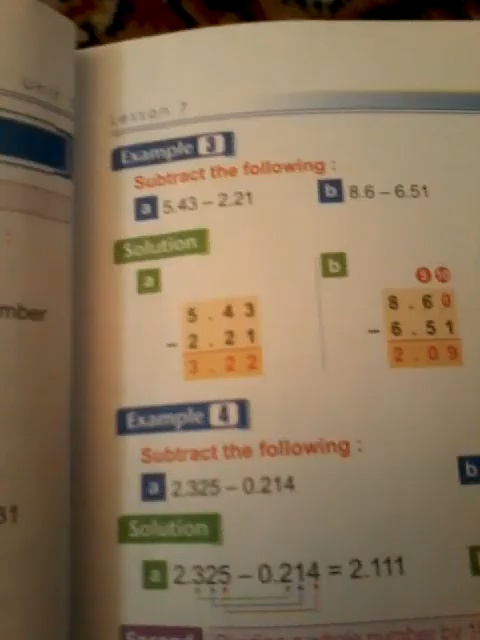 Lesson 7
Example 3
Subtract the following :
a 5.43 – 2.21
b 8.6 – 6.51
Solution
a
5 . 4 3
– 2 . 2 1
3 . 2 2
b
8 . 6 0
– 6 . 5 1
2 . 0 9
Example 4
Subtract the following :
a 2.325 – 0.214
b
Solution
a 2.325 – 0.214 = 2.111
mber
31